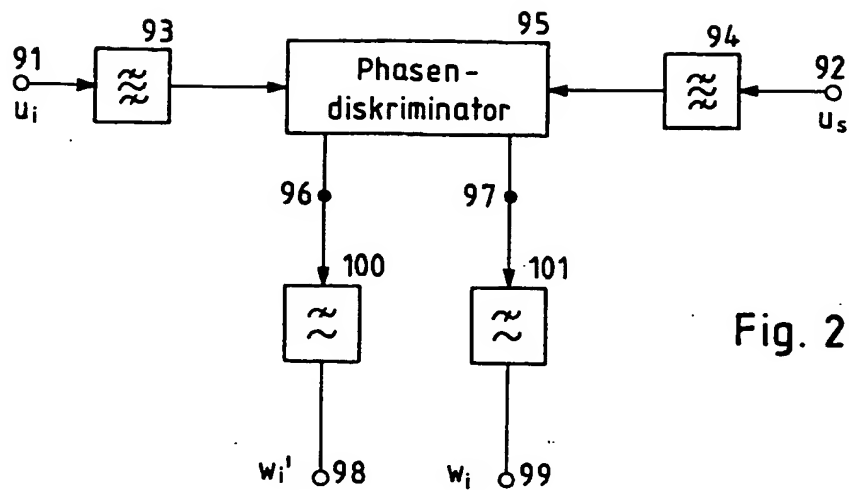 91
93
95
94
92
u_i
Phasen-
diskriminator
u_s
96
97
100
101
Fig. 2
w_i'
98
w_i
99